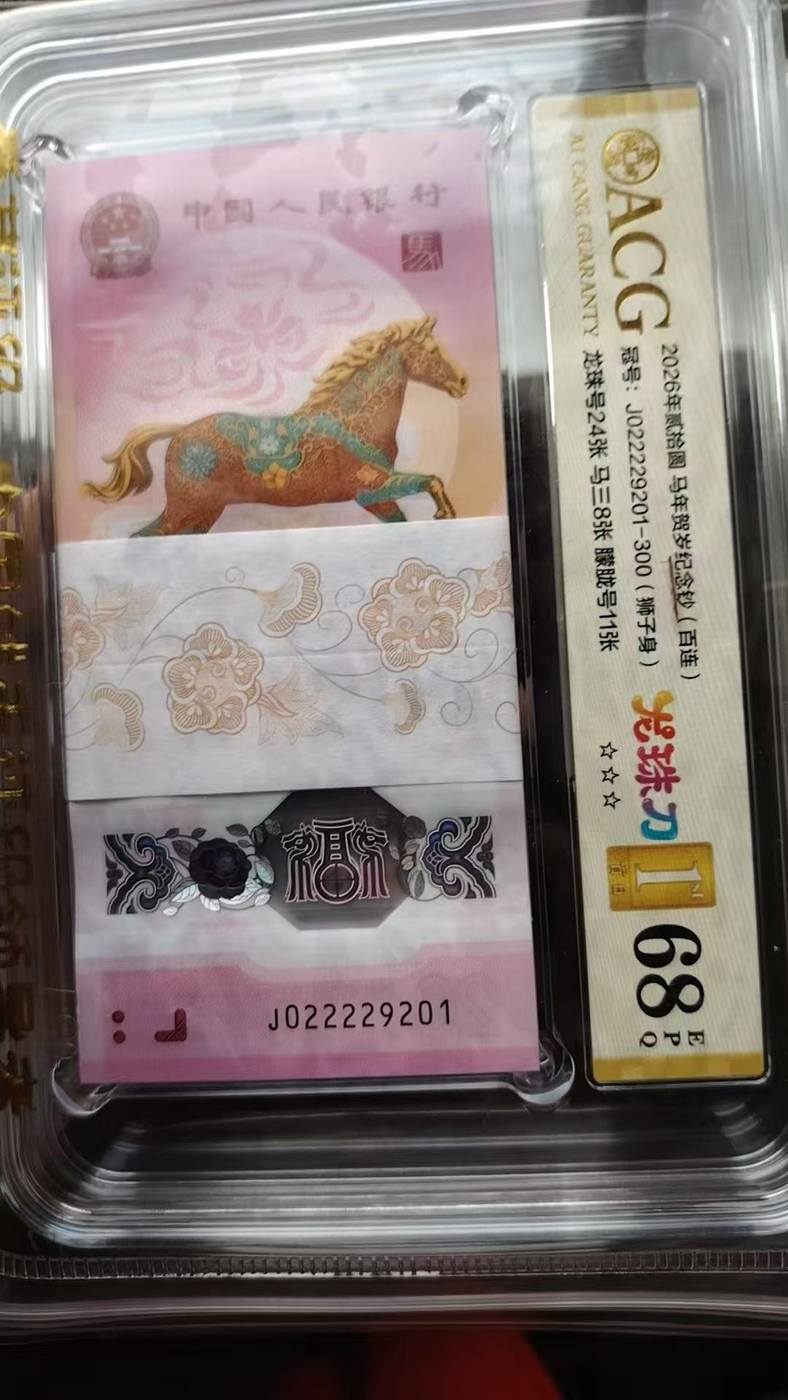 中国人民银行
馬
J022229201
ACG
AI CANG GUARANTY
2026年贰拾圆 马年贺岁纪念钞（百连）
冠号：J022229201-300（狮子身）
龙珠号24张 马三8张 朦胧号11张
龙珠刀
☆☆☆
1ST
68
EPQ